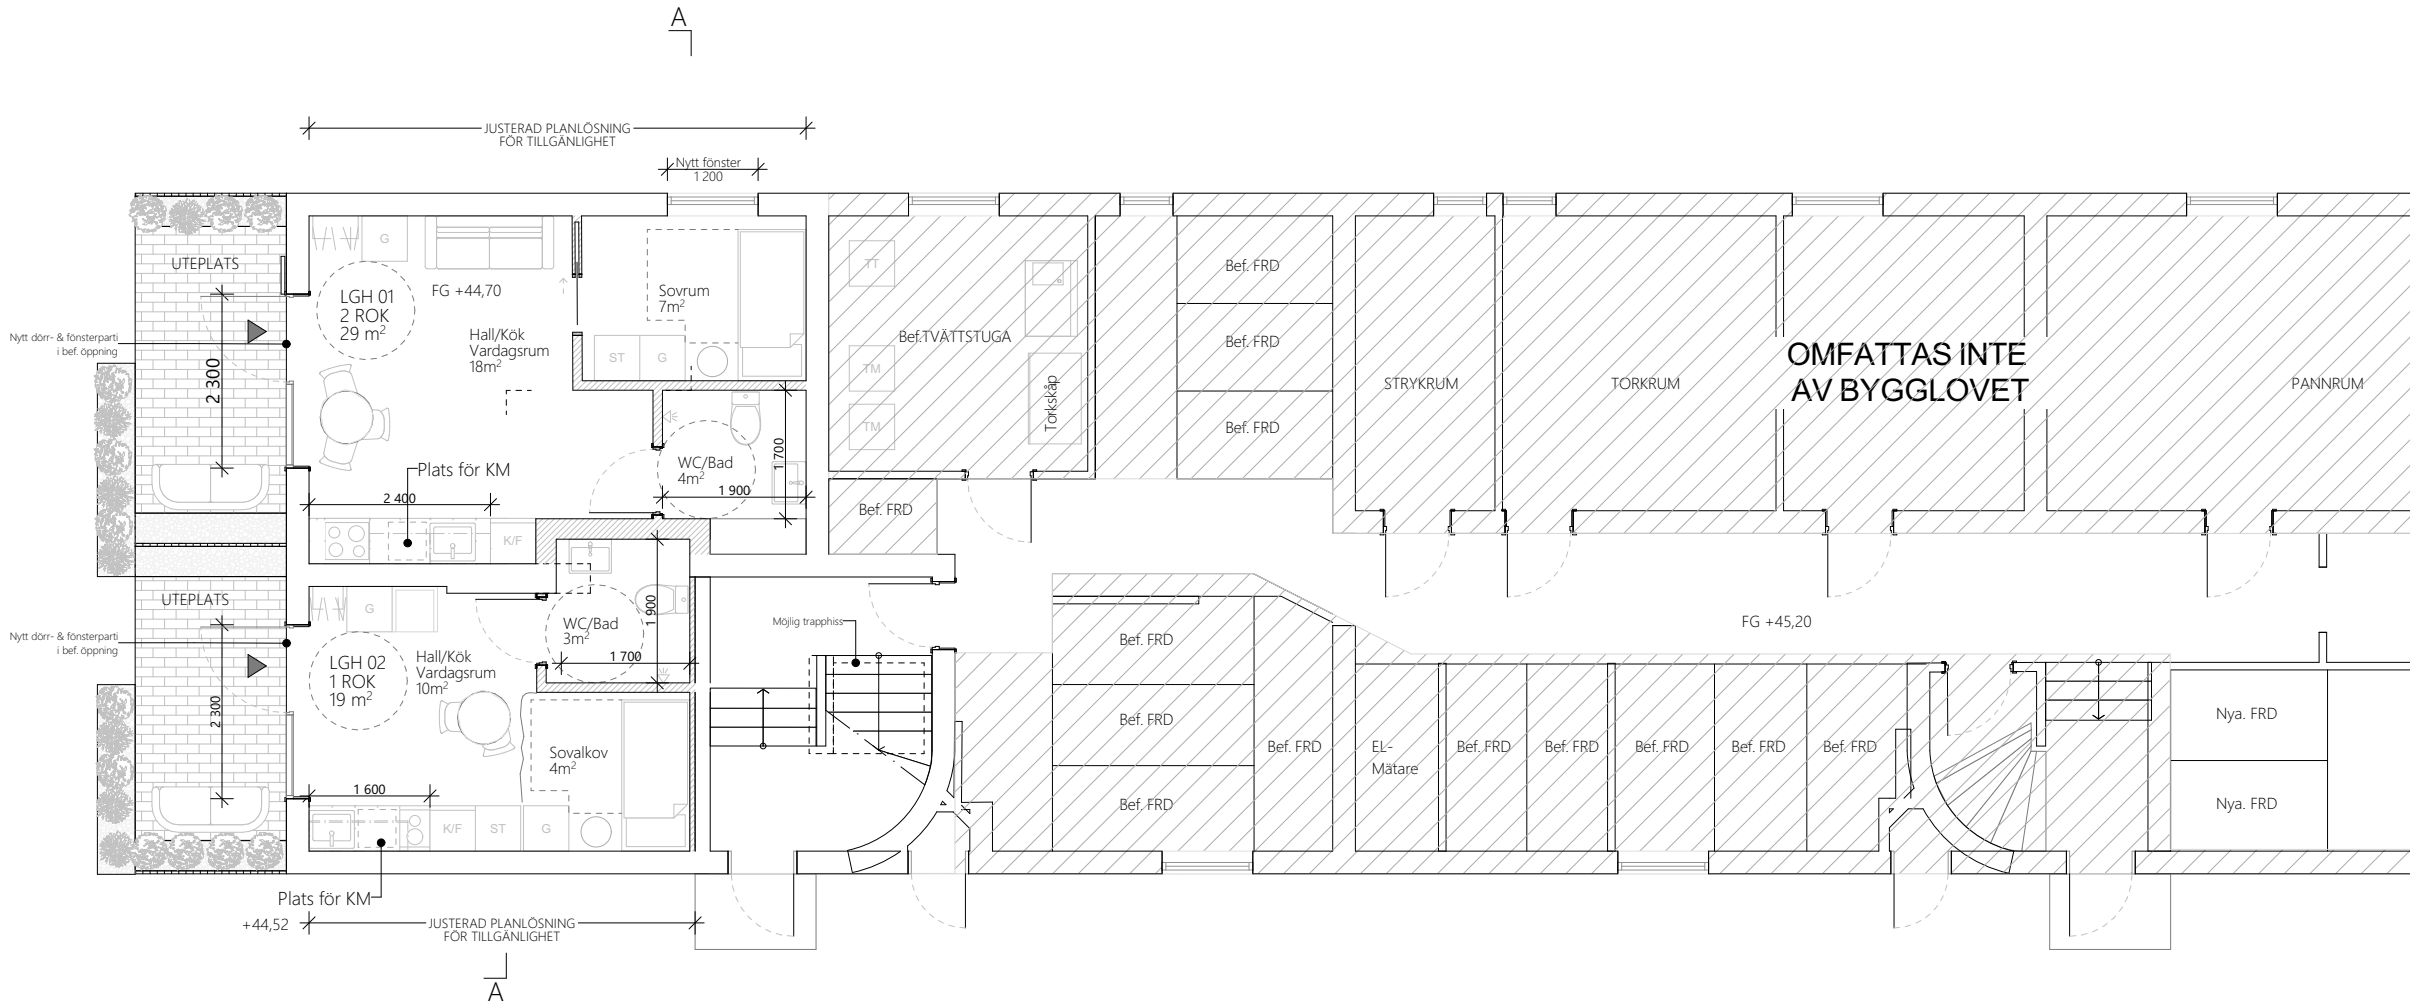 A
JUSTERAD PLANLÖSNING
FÖR TILLGÄNLIGHET
Nytt fönster
1 200
UTEPLATS
G
LGH 01
2 ROK
29 m²
FG +44,70
Hall/Kök
Vardagsrum
18m²
Sovrum
7m²
ST
G
Nytt dörr- & fönsterparti
i bef. öppning
2 300
Plats för KM
2 400
K/F
WC/Bad
4m²
1 700
1 900
TT
TM
TM
Bef.TVÄTTSTUGA
Torkskåp
Bef. FRD
Bef. FRD
Bef. FRD
Bef. FRD
STRYKRUM
TORKRUM
OMFATTAS INTE
AV BYGGLOVET
PANNRUM
UTEPLATS
G
Nytt dörr- & fönsterparti
i bef. öppning
LGH 02
1 ROK
19 m²
Hall/Kök
Vardagsrum
10m²
WC/Bad
3m²
1 900
1 700
2 300
Sovalkov
4m²
1 600
K/F
ST
G
Plats för KM
+44,52
JUSTERAD PLANLÖSNING
FÖR TILLGÄNLIGHET
A
Möjlig trapphiss
FG +45,20
Bef. FRD
Bef. FRD
Bef. FRD
Bef. FRD
EL-
Mätare
Bef. FRD
Bef. FRD
Bef. FRD
Bef. FRD
Bef. FRD
Nya. FRD
Nya. FRD